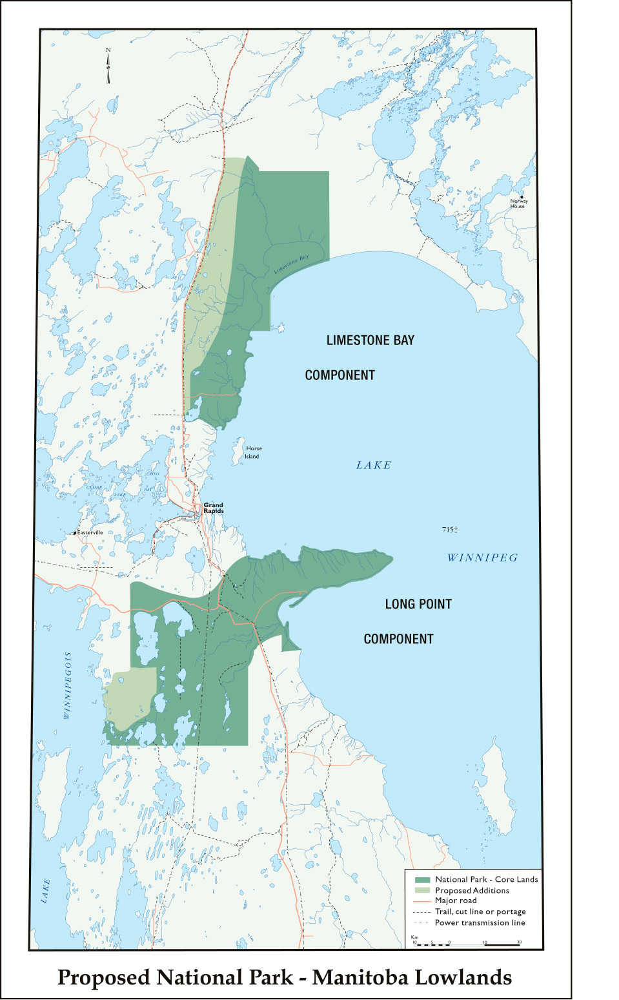 N
Norway
House
Limestone Bay
LIMESTONE BAY
COMPONENT
Horse
Island
LAKE
CROSS
BAY
CEDAR
LAKE
Grand
Rapids
715±
Easterville
WINNIPEG
LONG POINT
COMPONENT
WINNIPEGOIS
LAKE
National Park - Core Lands
Proposed Additions
Major road
Trail, cut line or portage
Power transmission line
Km
10 5 0 10 20
Proposed National Park - Manitoba Lowlands